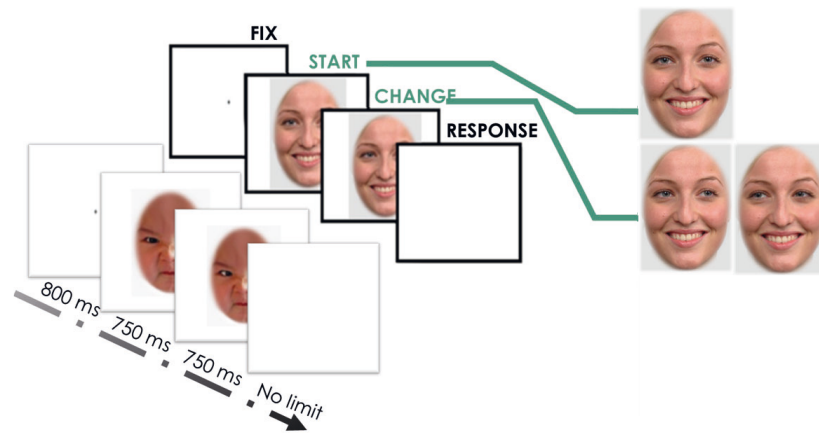 FIX
START
CHANGE
RESPONSE
800 ms
750 ms
750 ms
No limit